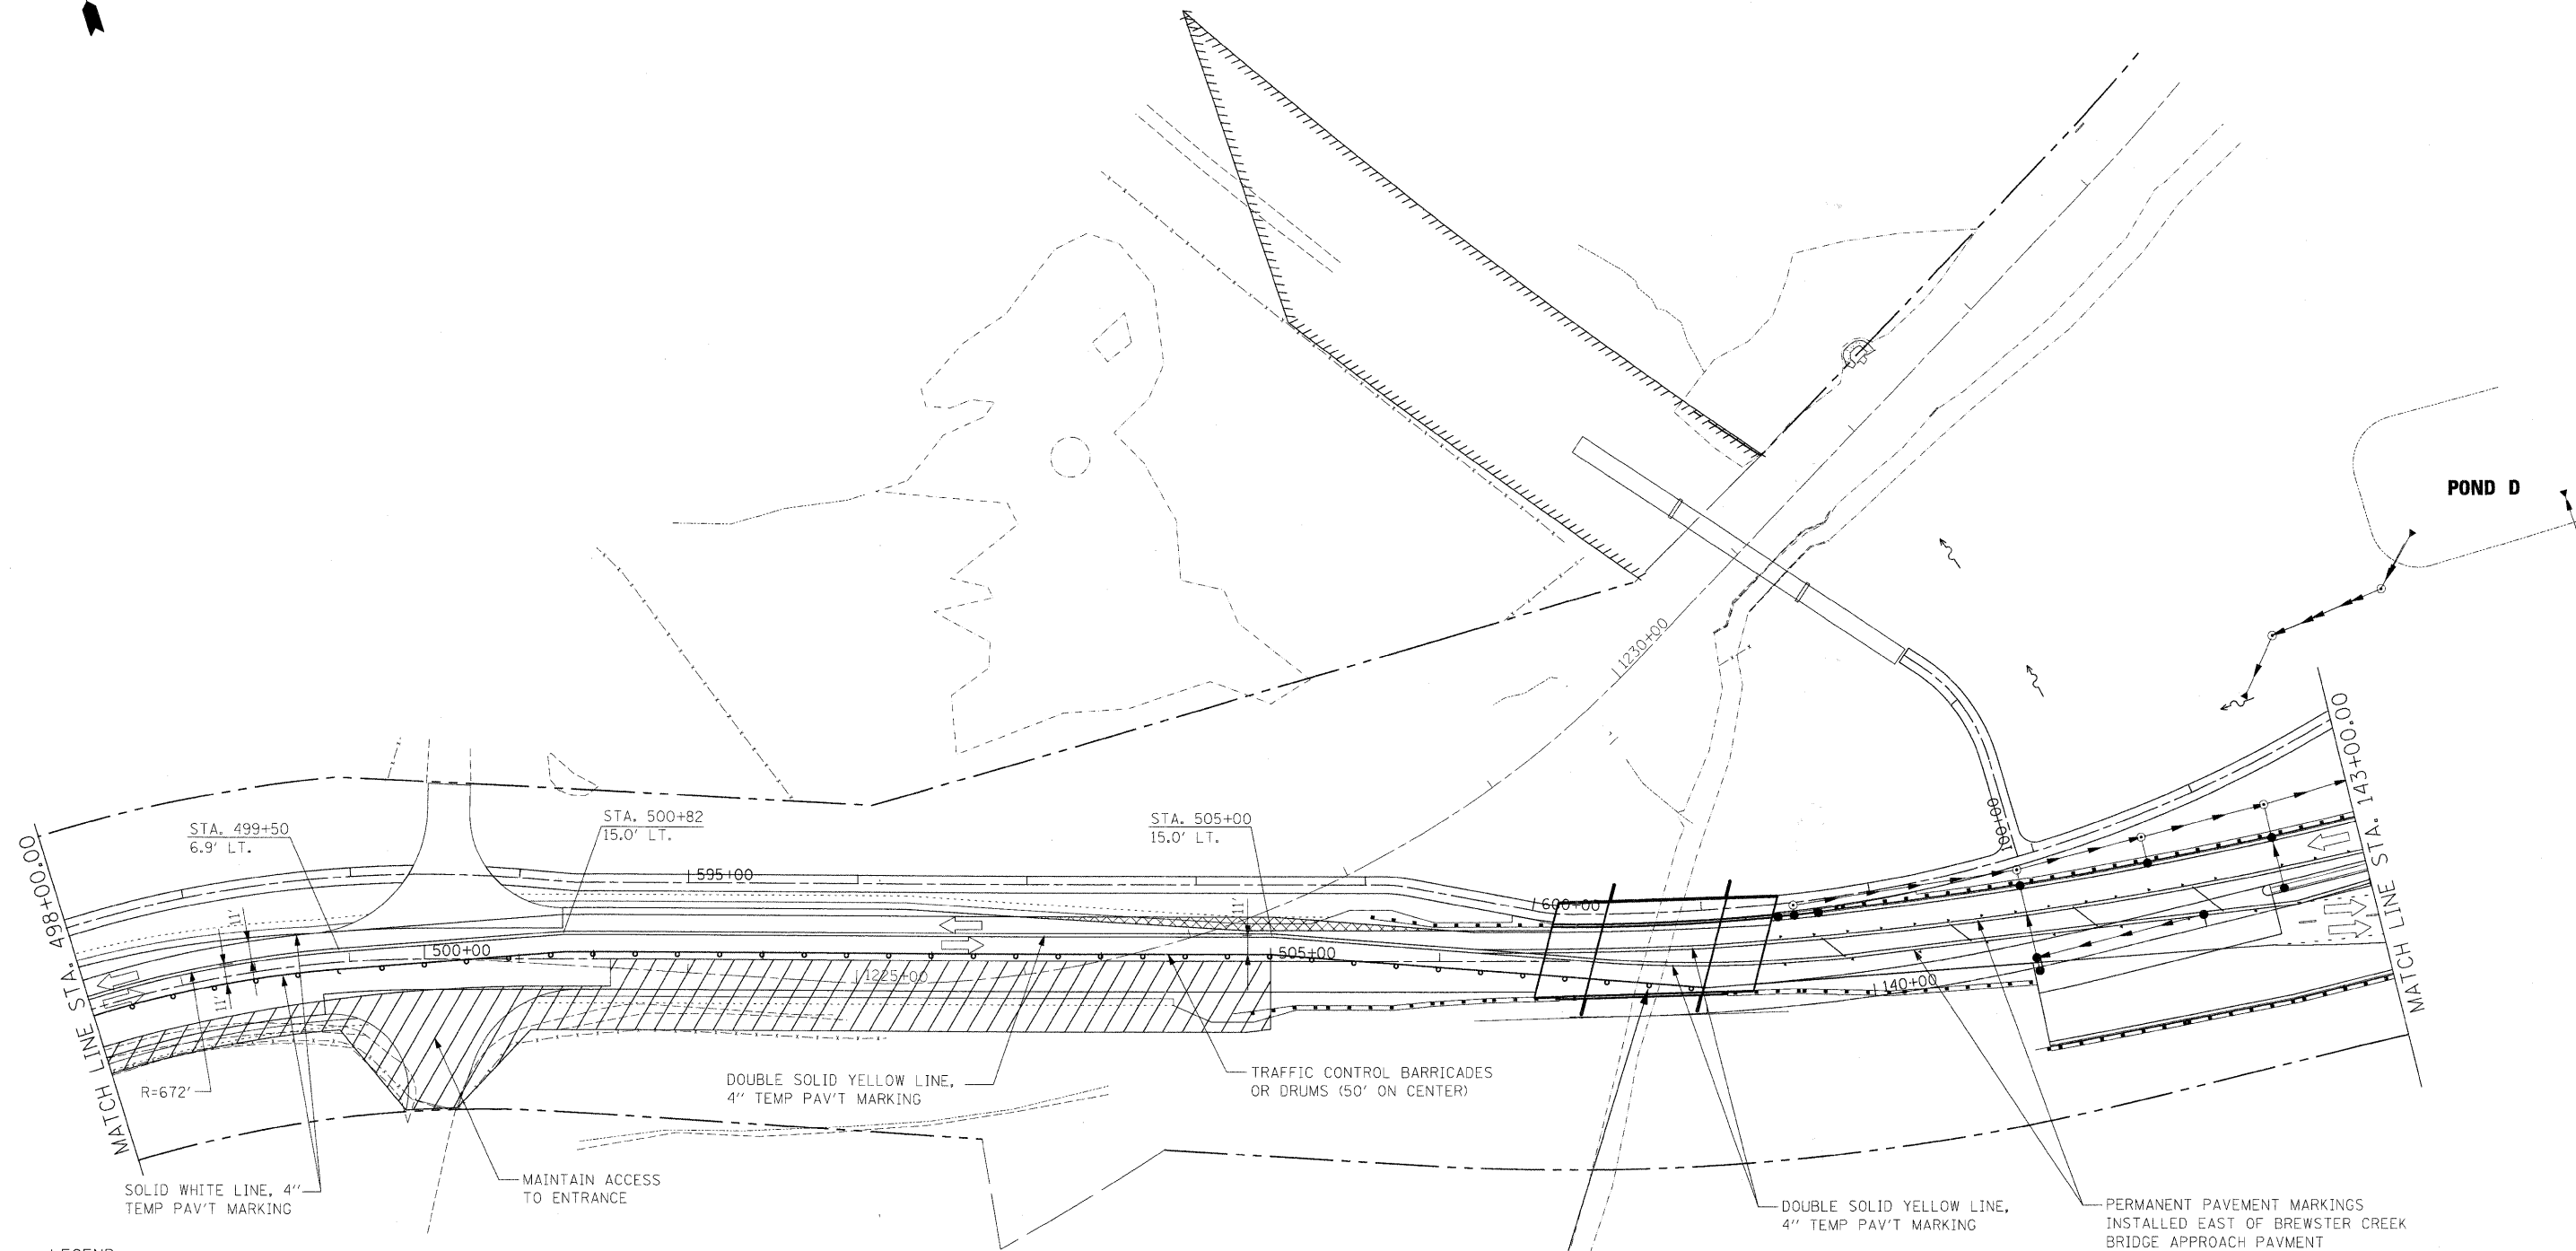 POND D
1230+00
MATCH LINE STA. 143+00.00
100+00
STA. 499+50
6.9' LT.
STA. 500+82
15.0' LT.
STA. 505+00
15.0' LT.
MATCH LINE STA. 498+00.00
595+00
600+00
11'
11'
11'
500+00
505+00
1225+00
140+00
R=672'
DOUBLE SOLID YELLOW LINE,
4" TEMP PAV'T MARKING
TRAFFIC CONTROL BARRICADES
OR DRUMS (50' ON CENTER)
SOLID WHITE LINE, 4"
TEMP PAV'T MARKING
MAINTAIN ACCESS
TO ENTRANCE
DOUBLE SOLID YELLOW LINE,
4" TEMP PAV'T MARKING
PERMANENT PAVEMENT MARKINGS
INSTALLED EAST OF BREWSTER CREEK
BRIDGE APPROACH PAVMENT
LEGEND